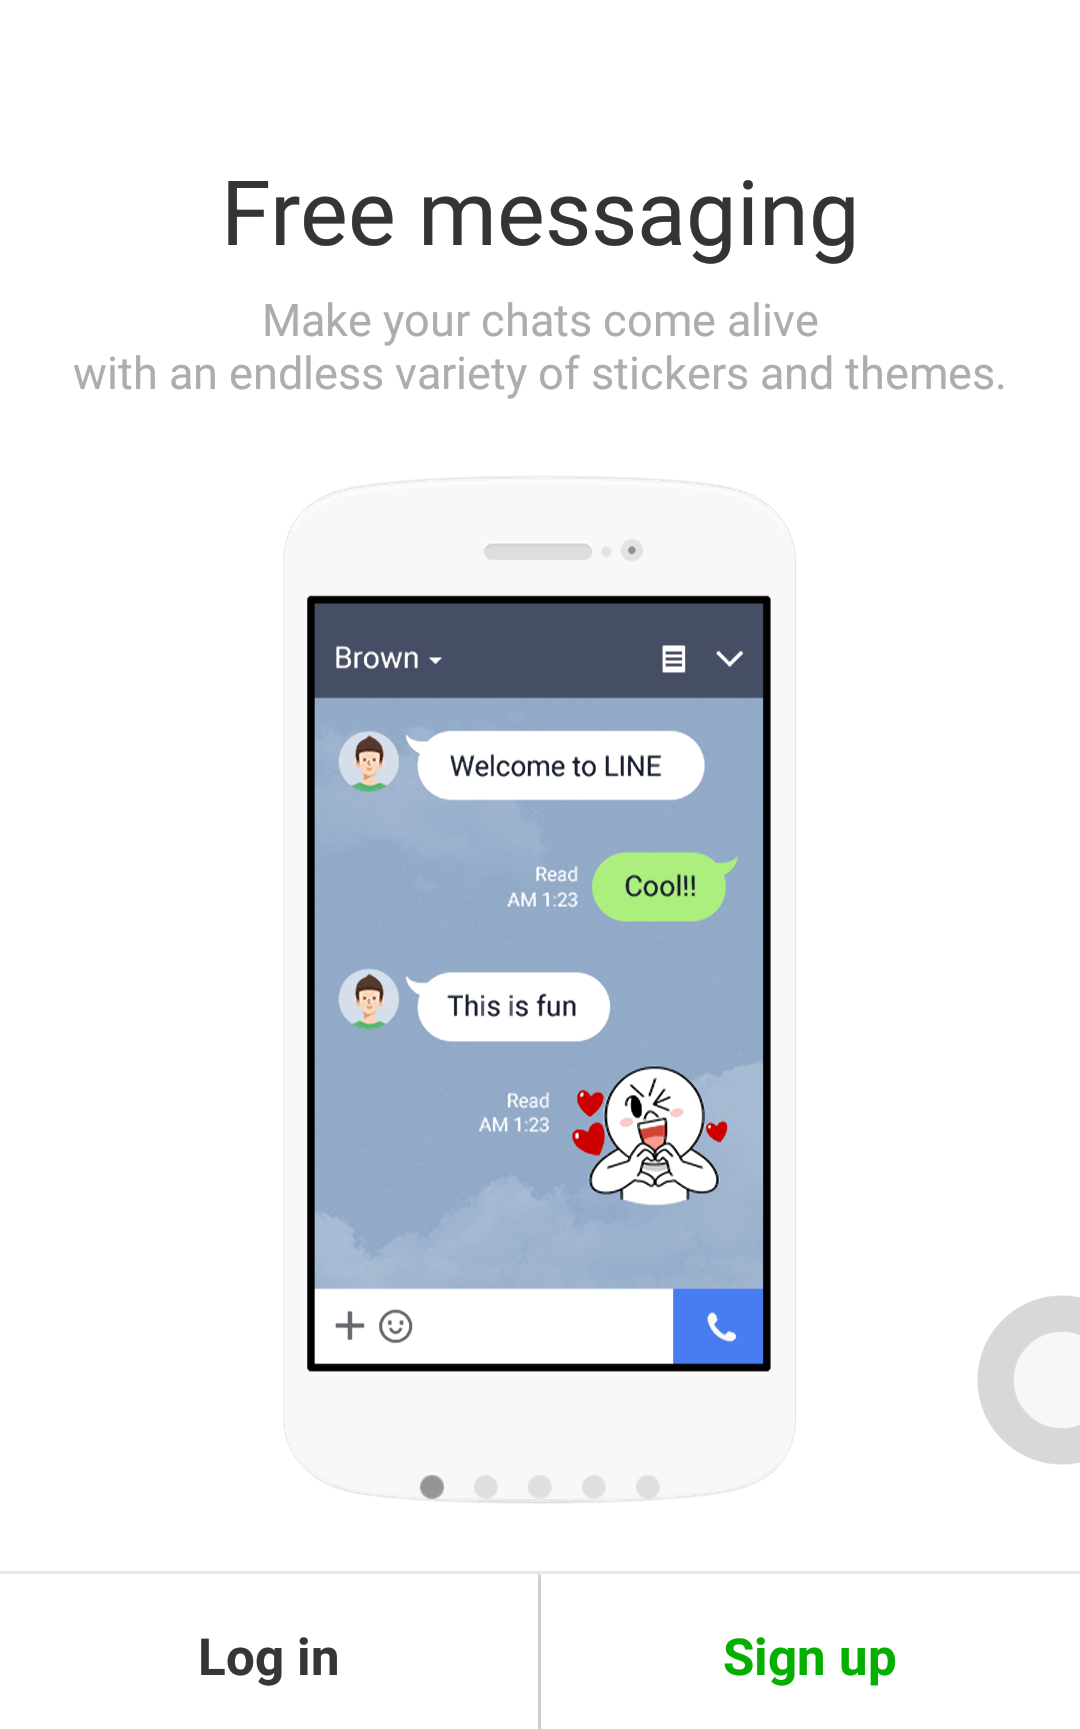 Free messaging
Make your chats come alive
with an endless variety of stickers and themes.
Brown
Welcome to LINE
Read
AM 1:23
Cool!!
This is fun
Read
AM 1:23
Log in
Sign up